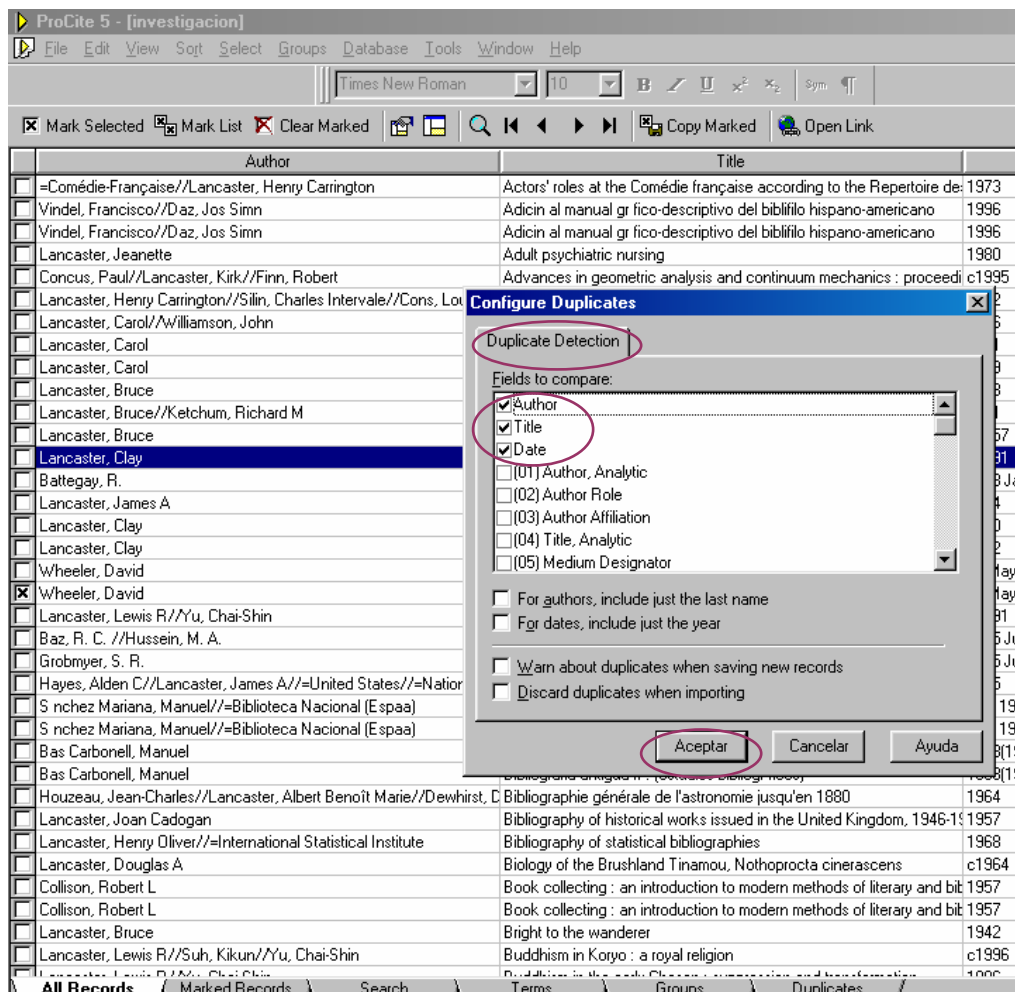 ProCite 5 - [investigacion]
File Edit View Sort Select Groups Database Tools Window Help
Times New Roman 10 B Z U x² x₂ Sym ¶
Mark Selected Mark List Clear Marked Copy Marked Open Link
Author Title
=Comédie-Française//Lancaster, Henry Carrington Actors' roles at the Comédie française according to the Repertoire de: 1973
Vindel, Francisco//Daz, Jos Simn Adicin al manual gr fico-descriptivo del biblifilo hispano-americano 1996
Vindel, Francisco//Daz, Jos Simn Adicin al manual gr fico-descriptivo del biblifilo hispano-americano 1996
Lancaster, Jeanette Adult psychiatric nursing 1980
Concus, Paul//Lancaster, Kirk//Finn, Robert Advances in geometric analysis and continuum mechanics : proceedi c1995
Lancaster, Henry Carrington//Silin, Charles Intervale//Cons, Lou
Lancaster, Carol//Williamson, John
Lancaster, Carol
Lancaster, Carol
Lancaster, Bruce
Lancaster, Bruce//Ketchum, Richard M
Lancaster, Bruce
Lancaster, Clay
Battegay, R.
Lancaster, James A
Lancaster, Clay
Lancaster, Clay
Wheeler, David
Wheeler, David
Lancaster, Lewis R//Yu, Chai-Shin
Baz, R. C. //Hussein, M. A.
Grobmyer, S. R.
Hayes, Alden C//Lancaster, James A//=United States//=Nation
S nchez Mariana, Manuel//=Biblioteca Nacional (Espaa)
S nchez Mariana, Manuel//=Biblioteca Nacional (Espaa)
Bas Carbonell, Manuel
Bas Carbonell, Manuel
Configure Duplicates
Duplicate Detection
Fields to compare:
Author
Title
Date
(01) Author, Analytic
(02) Author Role
(03) Author Affiliation
(04) Title, Analytic
(05) Medium Designator
For authors, include just the last name
For dates, include just the year
Warn about duplicates when saving new records
Discard duplicates when importing
Aceptar Cancelar Ayuda
Houzeau, Jean-Charles//Lancaster, Albert Benoît Marie//Dewhirst, D Bibliographie générale de l'astronomie jusqu'en 1880 1964
Lancaster, Joan Cadogan Bibliography of historical works issued in the United Kingdom, 1946-19 1957
Lancaster, Henry Oliver//=International Statistical Institute Bibliography of statistical bibliographies 1968
Lancaster, Douglas A Biology of the Brushland Tinamou, Nothoprocta cinerascens c1964
Collison, Robert L Book collecting : an introduction to modern methods of literary and bib 1957
Collison, Robert L Book collecting : an introduction to modern methods of literary and bib 1957
Lancaster, Bruce Bright to the wanderer 1942
Lancaster, Lewis R//Suh, Kikun//Yu, Chai-Shin Buddhism in Koryo : a royal religion c1996
All Records Marked Records Search Terms Groups Duplicates